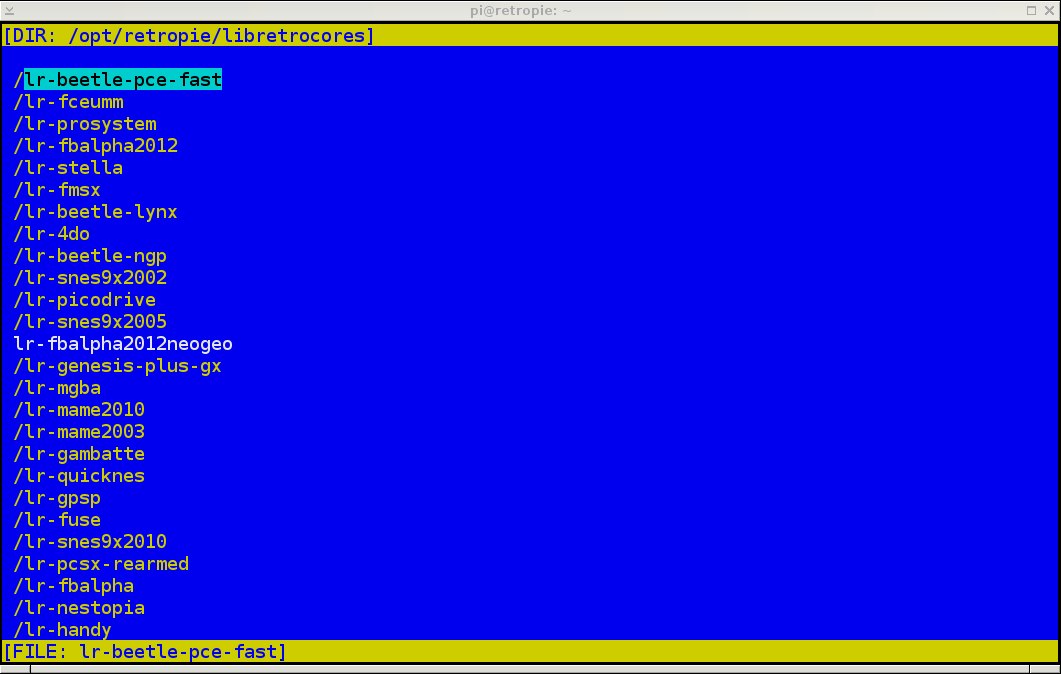 pi@retropie: ~
[DIR: /opt/retropie/libretrocores]
/lr-beetle-pce-fast
/lr-fceumm
/lr-prosystem
/lr-fbalpha2012
/lr-stella
/lr-fmsx
/lr-beetle-lynx
/lr-4do
/lr-beetle-ngp
/lr-snes9x2002
/lr-picodrive
/lr-snes9x2005
lr-fbalpha2012neogeo
/lr-genesis-plus-gx
/lr-mgba
/lr-mame2010
/lr-mame2003
/lr-gambatte
/lr-quicknes
/lr-gpsp
/lr-fuse
/lr-snes9x2010
/lr-pcsx-rearmed
/lr-fbalpha
/lr-nestopia
/lr-handy
[FILE: lr-beetle-pce-fast]